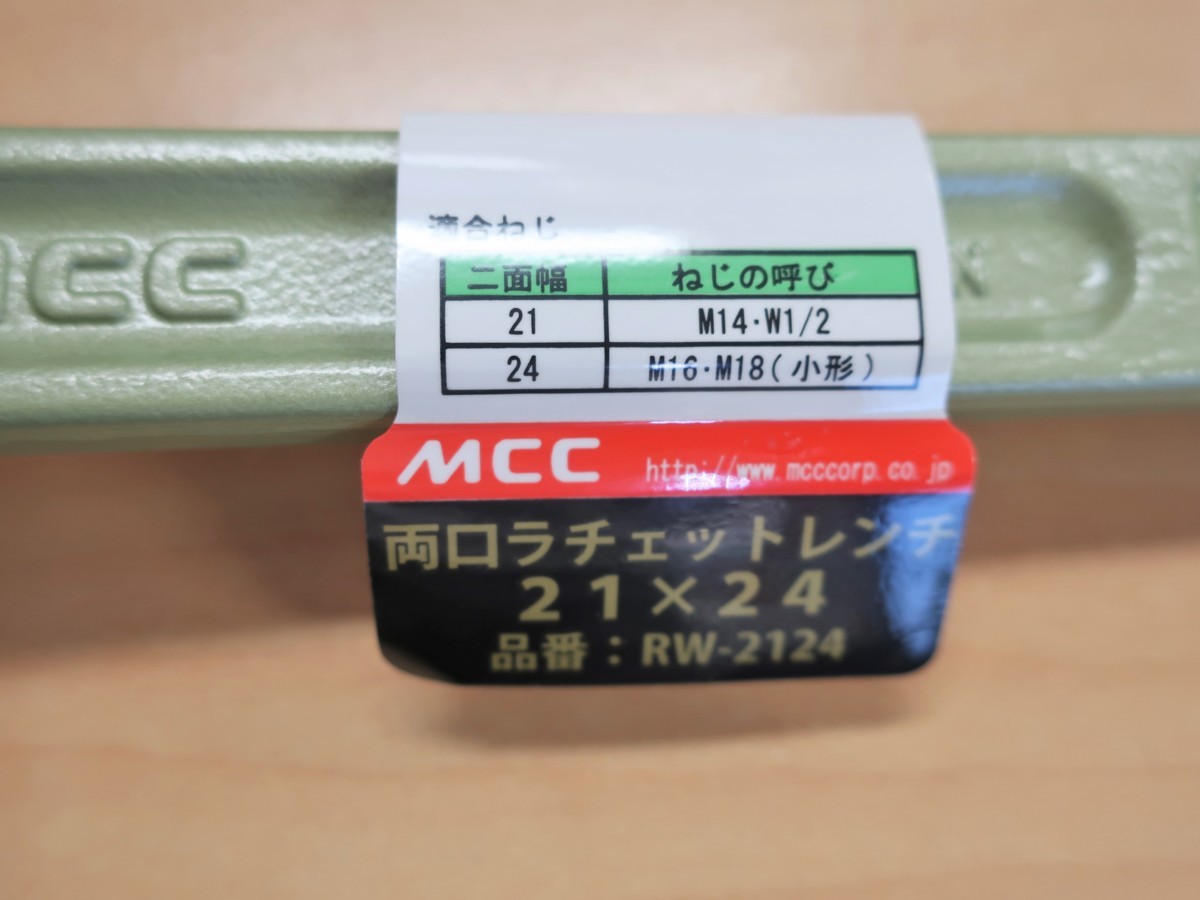 適合ねじ
二面幅 ねじの呼び
21 M14･W1/2
24 M16･M18(小形)
MCC
MCC http://www.mcccorp.co.jp
両口ラチェットレンチ
21×24
品番：RW-2124